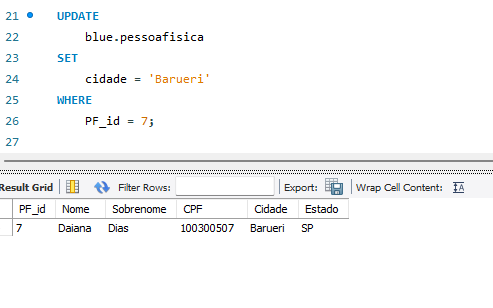 21 UPDATE
22 blue.pessoafisica
23 SET
24 cidade = 'Barueri'
25 WHERE
26 PF_id = 7;
27
Result Grid Filter Rows: Export: Wrap Cell Content:
PF_id Nome Sobrenome CPF Cidade Estado
7 Daiana Dias 100300507 Barueri SP